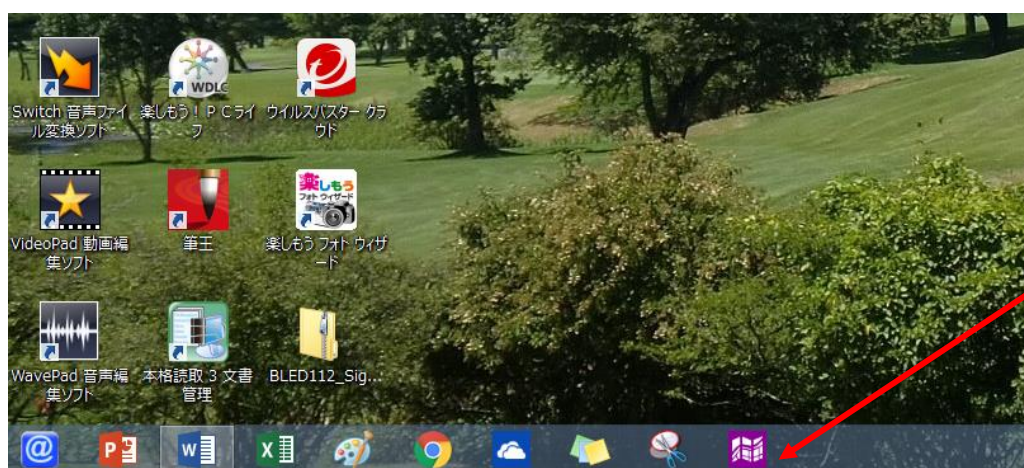 WDLC
Switch 音声ファイ
ル変換ソフト
楽しもう！ＰＣライ
フ
ウイルスバスター クラ
ウド
楽しもう
フォト ウィザード
VideoPad 動画編
集ソフト
筆王
楽しもう フォト ウィザ
ード
WavePad 音声編
集ソフト
本格読取 3 文書
管理
BLED112_Sig...
@
P
W
X